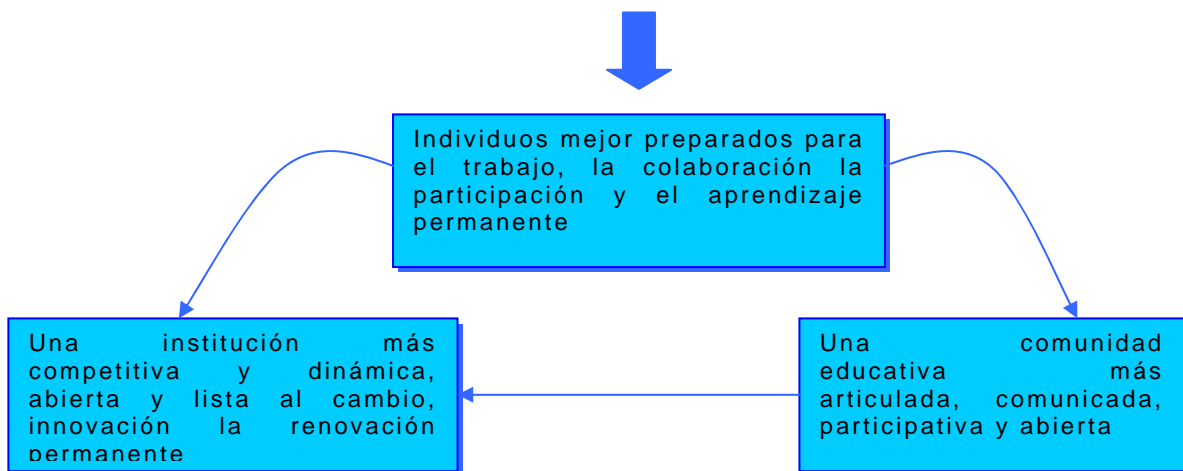 Individuos mejor preparados para
el trabajo, la colaboración la
participación y el aprendizaje
permanente
Una institución más
competitiva y dinámica,
abierta y lista al cambio,
innovación la renovación
permanente
Una comunidad
educativa más
articulada, comunicada,
participativa y abierta